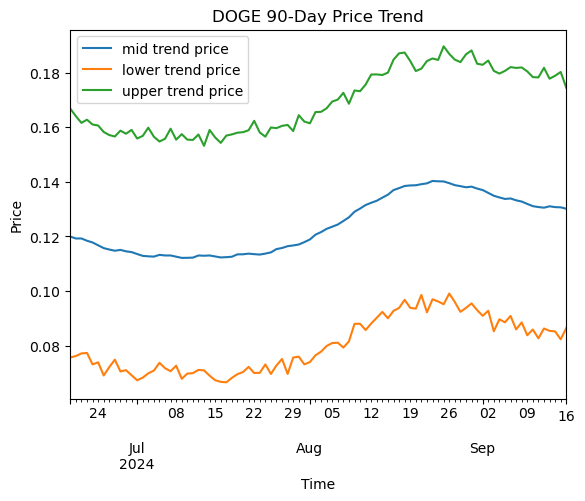 DOGE 90-Day Price Trend
mid trend price
lower trend price
upper trend price
Price
0.18
0.16
0.14
0.12
0.10
0.08
24 08 15 22 29 05 12 19 26 02 09 16
Jul Aug Sep
2024
Time